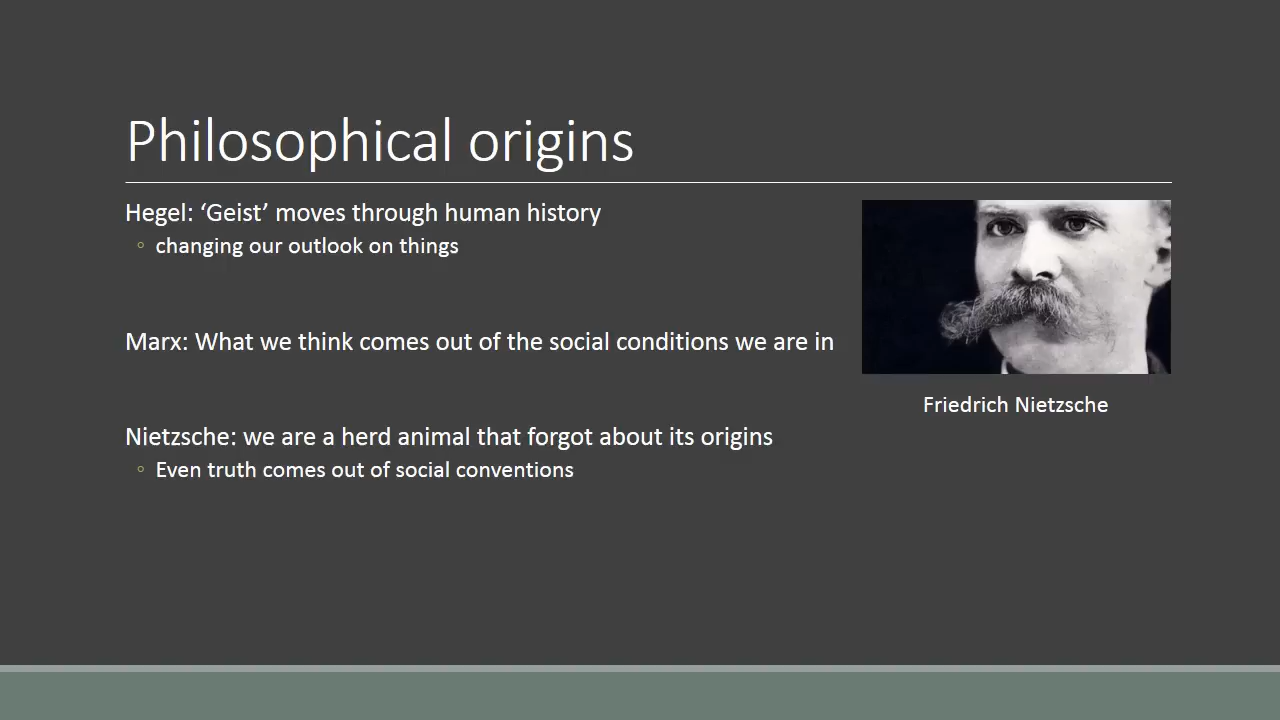 Philosophical origins
Hegel: ‘Geist’ moves through human history
◦ changing our outlook on things
Marx: What we think comes out of the social conditions we are in
Friedrich Nietzsche
Nietzsche: we are a herd animal that forgot about its origins
◦ Even truth comes out of social conventions